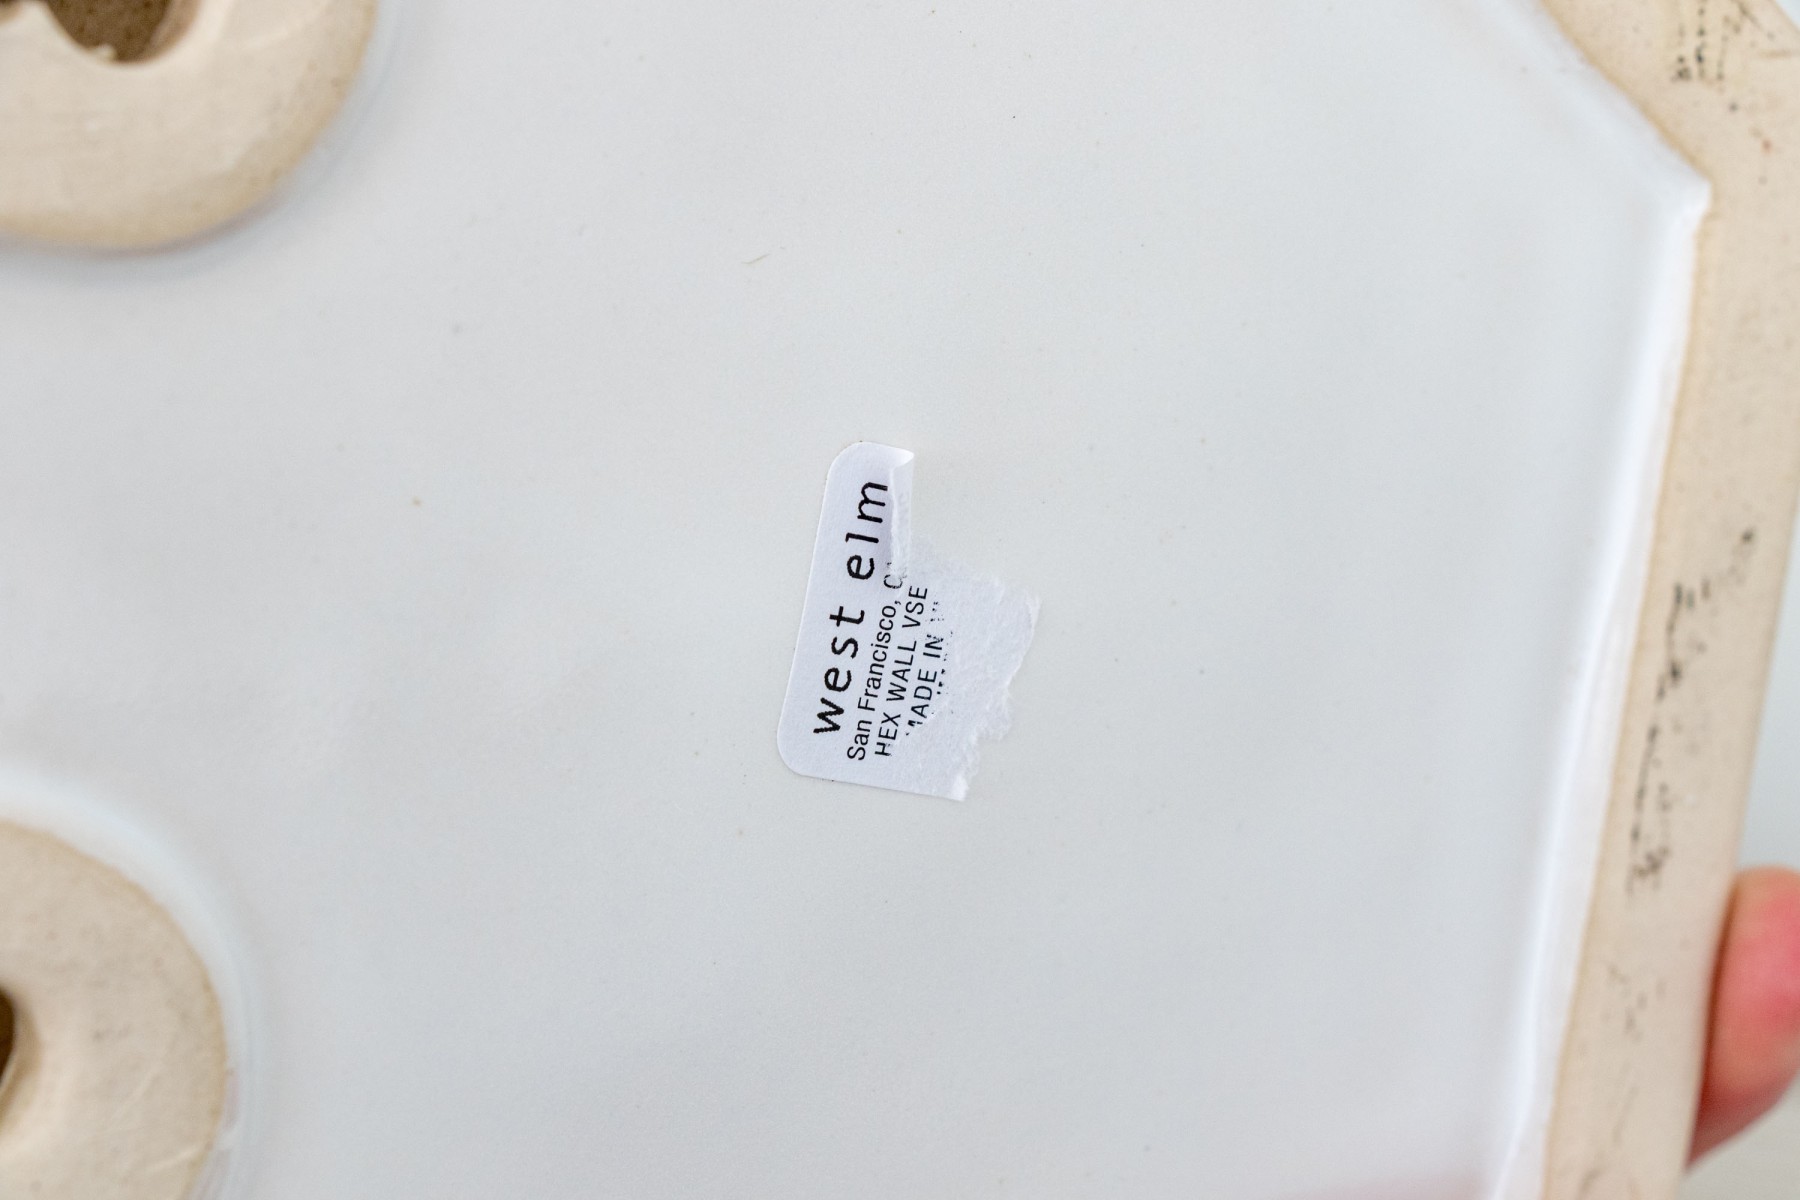 west elm
San Francisco,
HEX WALL VSE
MADE IN